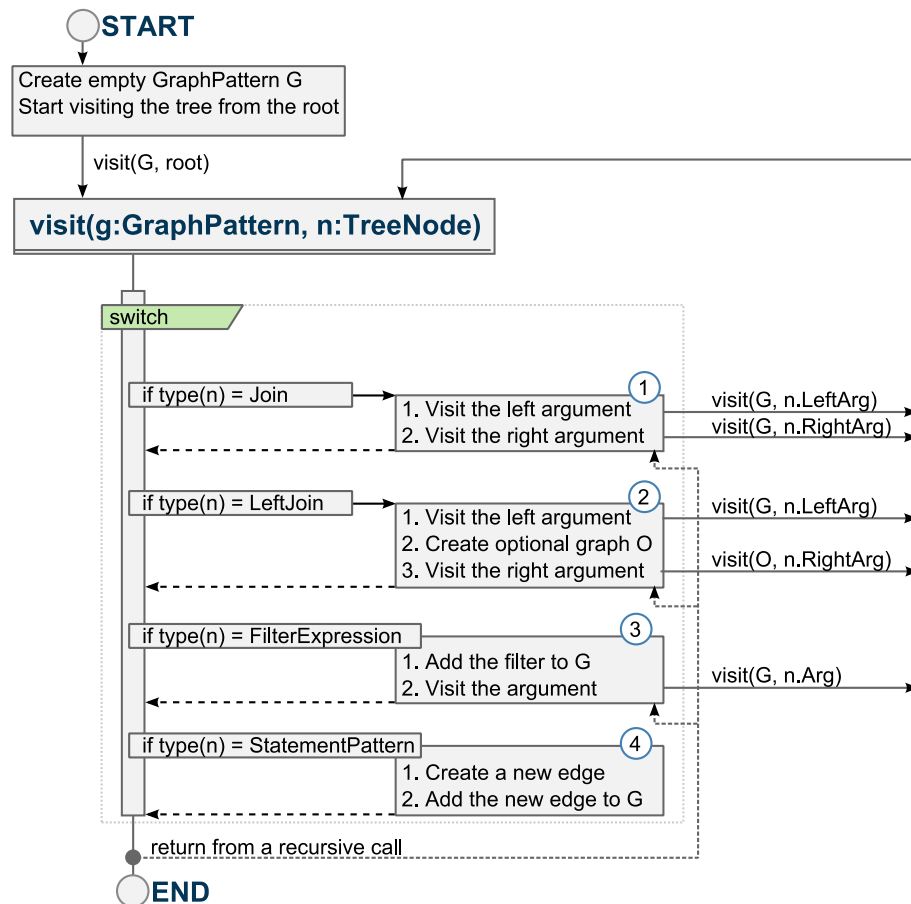 START
Create empty GraphPattern G
Start visiting the tree from the root
visit(G, root)
visit(g:GraphPattern, n:TreeNode)
switch
if type(n) = Join
1
1. Visit the left argument
2. Visit the right argument
visit(G, n.LeftArg)
visit(G, n.RightArg)
if type(n) = LeftJoin
2
1. Visit the left argument
2. Create optional graph O
3. Visit the right argument
visit(G, n.LeftArg)
visit(O, n.RightArg)
if type(n) = FilterExpression
3
1. Add the filter to G
2. Visit the argument
visit(G, n.Arg)
if type(n) = StatementPattern
4
1. Create a new edge
2. Add the new edge to G
return from a recursive call
END